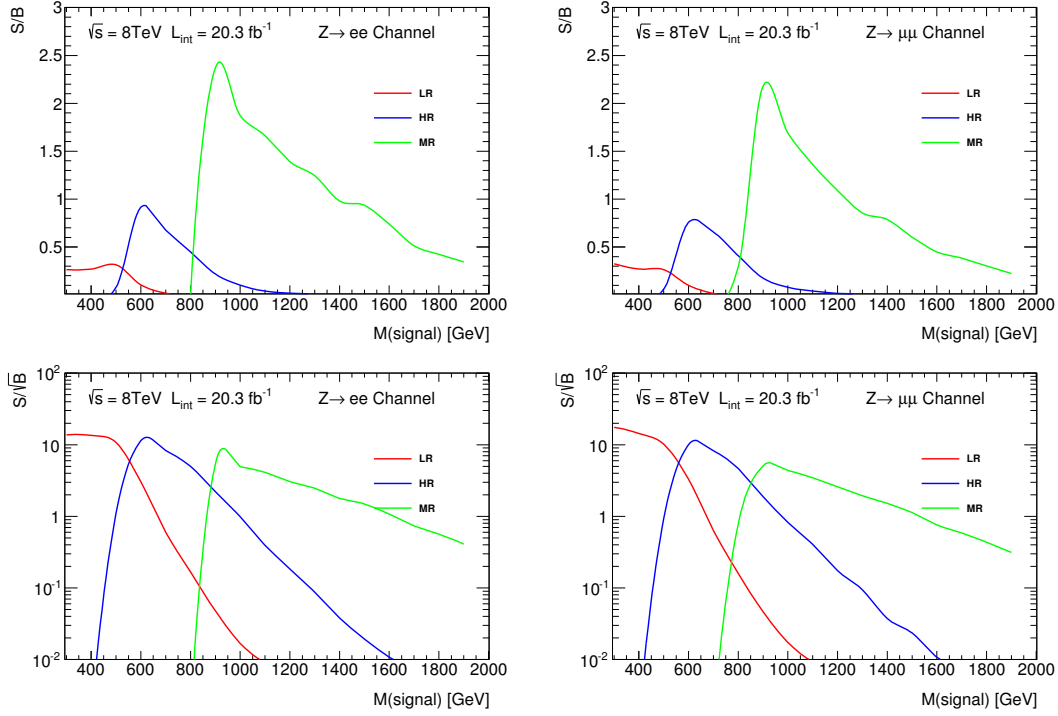 S/B
3
2.5
2
1.5
1
0.5
√s = 8TeV L_int = 20.3 fb⁻¹ Z→ ee Channel
LR
HR
MR
400 600 800 1000 1200 1400 1600 1800 2000
M(signal) [GeV]
S/B
3
2.5
2
1.5
1
0.5
√s = 8TeV L_int = 20.3 fb⁻¹ Z→ μμ Channel
LR
HR
MR
400 600 800 1000 1200 1400 1600 1800 2000
M(signal) [GeV]
S/√B
10²
10
1
10⁻¹
10⁻²
√s = 8TeV L_int = 20.3 fb⁻¹ Z→ ee Channel
LR
HR
MR
400 600 800 1000 1200 1400 1600 1800 2000
M(signal) [GeV]
S/√B
10²
10
1
10⁻¹
10⁻²
√s = 8TeV L_int = 20.3 fb⁻¹ Z→ μμ Channel
LR
HR
MR
400 600 800 1000 1200 1400 1600 1800 2000
M(signal) [GeV]